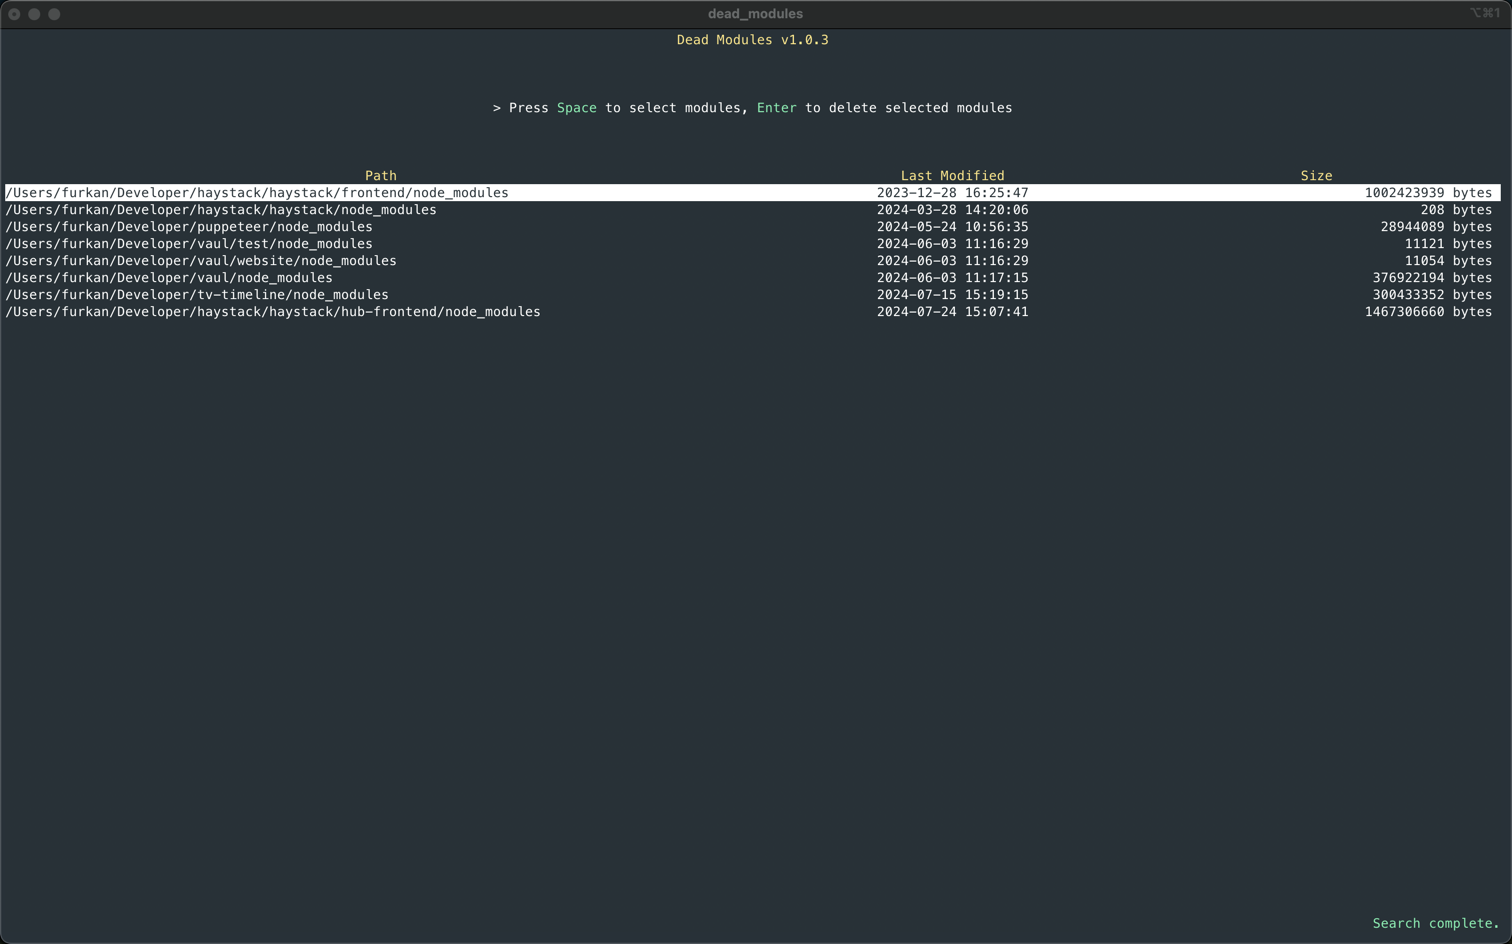 dead_modules
⌥⌘1
Dead Modules v1.0.3
> Press Space to select modules, Enter to delete selected modules
Path Last Modified Size
/Users/furkan/Developer/haystack/haystack/frontend/node_modules 2023-12-28 16:25:47 1002423939 bytes
/Users/furkan/Developer/haystack/haystack/node_modules 2024-03-28 14:20:06 208 bytes
/Users/furkan/Developer/puppeteer/node_modules 2024-05-24 10:56:35 28944089 bytes
/Users/furkan/Developer/vaul/test/node_modules 2024-06-03 11:16:29 11121 bytes
/Users/furkan/Developer/vaul/website/node_modules 2024-06-03 11:16:29 11054 bytes
/Users/furkan/Developer/vaul/node_modules 2024-06-03 11:17:15 376922194 bytes
/Users/furkan/Developer/tv-timeline/node_modules 2024-07-15 15:19:15 300433352 bytes
/Users/furkan/Developer/haystack/haystack/hub-frontend/node_modules 2024-07-24 15:07:41 1467306660 bytes
Search complete.